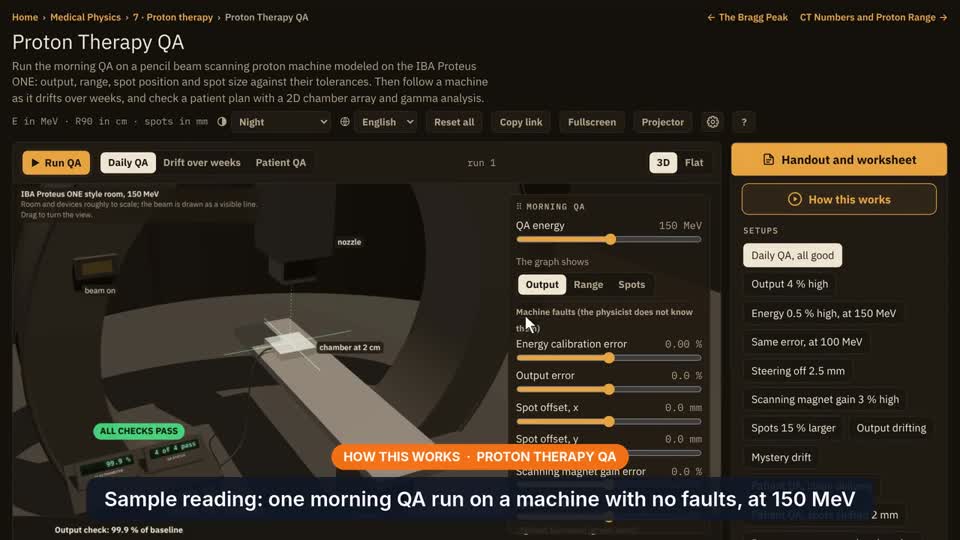 Home › Medical Physics › 7 · Proton therapy › Proton Therapy QA
← The Bragg Peak CT Numbers and Proton Range →
Proton Therapy QA
Run the morning QA on a pencil beam scanning proton machine modeled on the IBA Proteus
ONE: output, range, spot position and spot size against their tolerances. Then follow a machine
as it drifts over weeks, and check a patient plan with a 2D chamber array and gamma analysis.
E in MeV · R90 in cm · spots in mm Night English Reset all Copy link Fullscreen Projector ?
Run QA Daily QA Drift over weeks Patient QA run 1 3D Flat
IBA Proteus ONE style room, 150 MeV
Room and devices roughly to scale; the beam is drawn as a visible line.
Drag to turn the view.
nozzle
beam on
chamber at 2 cm
ALL CHECKS PASS
99.9 %
4 of 4 pass
Output check: 99.9 % of baseline
MORNING QA
QA energy 150 MeV
The graph shows
Output Range Spots
Machine faults (the physicist does not know
Energy calibration error 0.00 %
Output error 0.0 %
Spot offset, x 0.0 mm
Spot offset, y 0.0 mm
Scanning magnet gain error 0.0 %
Handout and worksheet
How this works
SETUPS
Daily QA, all good
Output 4 % high
Energy 0.5 % high, at 150 MeV
Same error, at 100 MeV
Steering off 2.5 mm
Scanning magnet gain 3 % high
Spots 15 % larger Output drifting
Mystery drift
2 mm
HOW THIS WORKS · PROTON THERAPY QA
Sample reading: one morning QA run on a machine with no faults, at 150 MeV